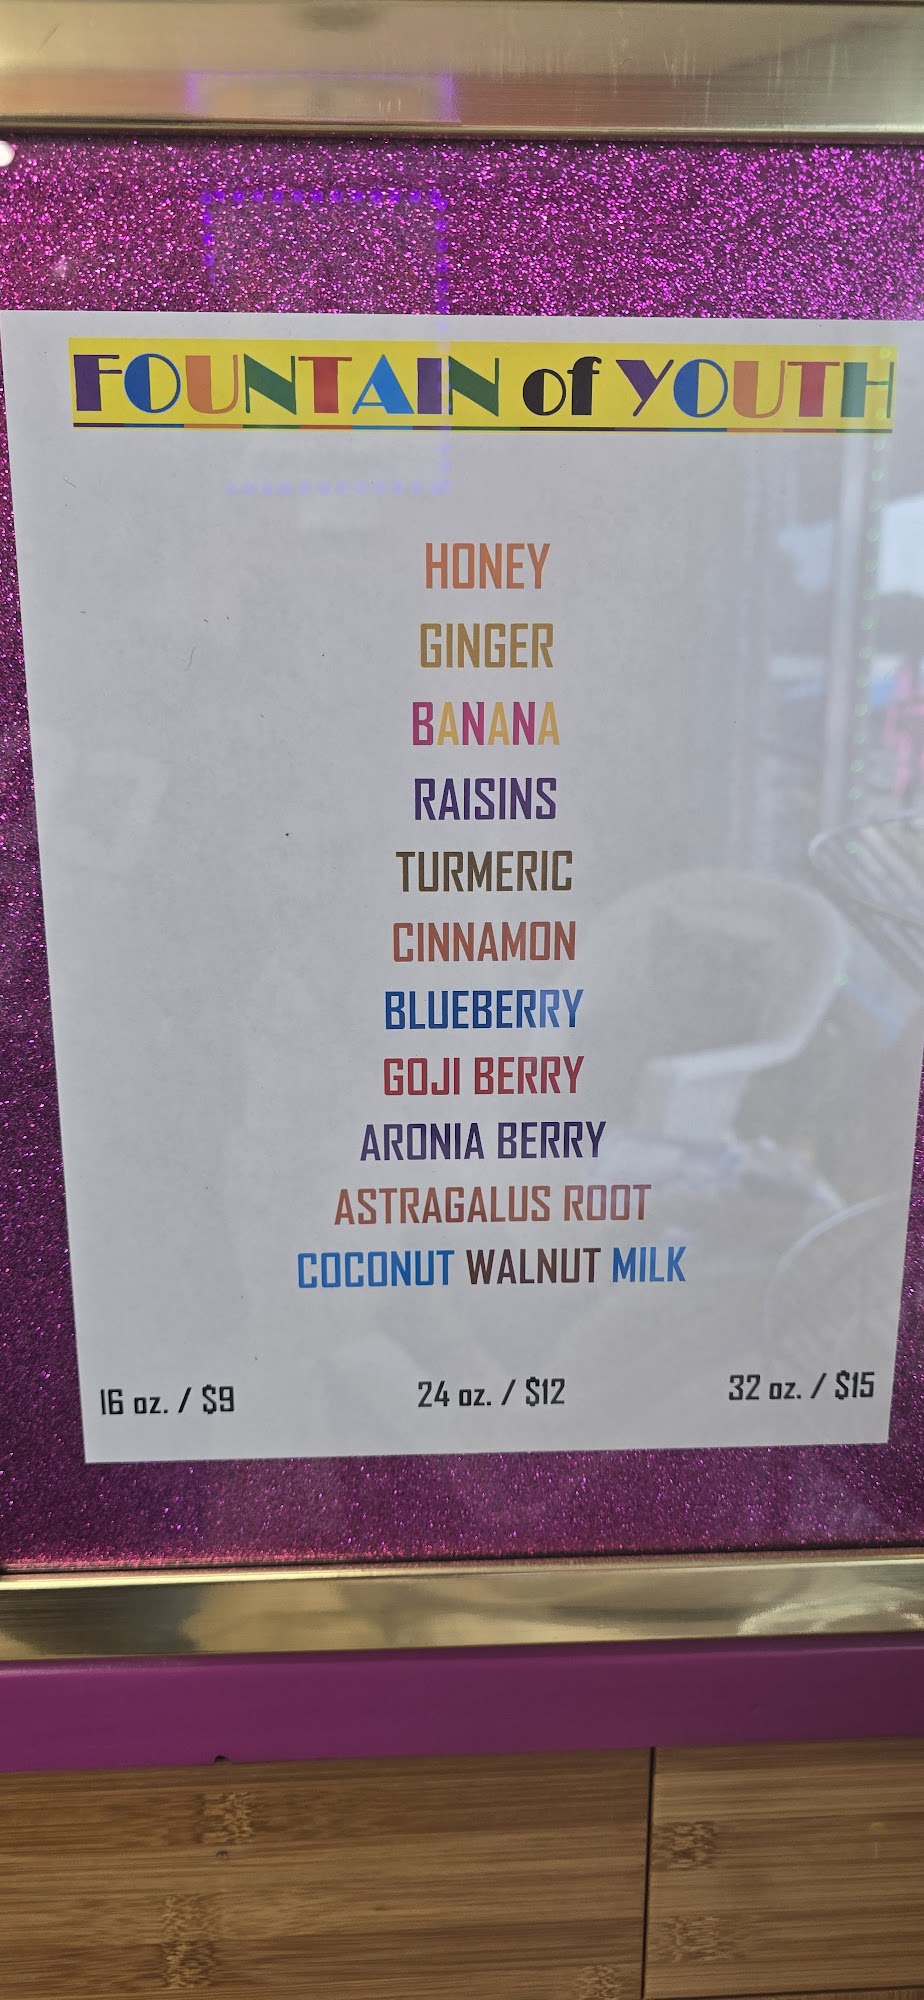 FOUNTAIN of YOUTH
HONEY
GINGER
BANANA
RAISINS
TURMERIC
CINNAMON
BLUEBERRY
GOJI BERRY
ARONIA BERRY
ASTRAGALUS ROOT
COCONUT WALNUT MILK
16 oz. / $9 24 oz. / $12 32 oz. / $15